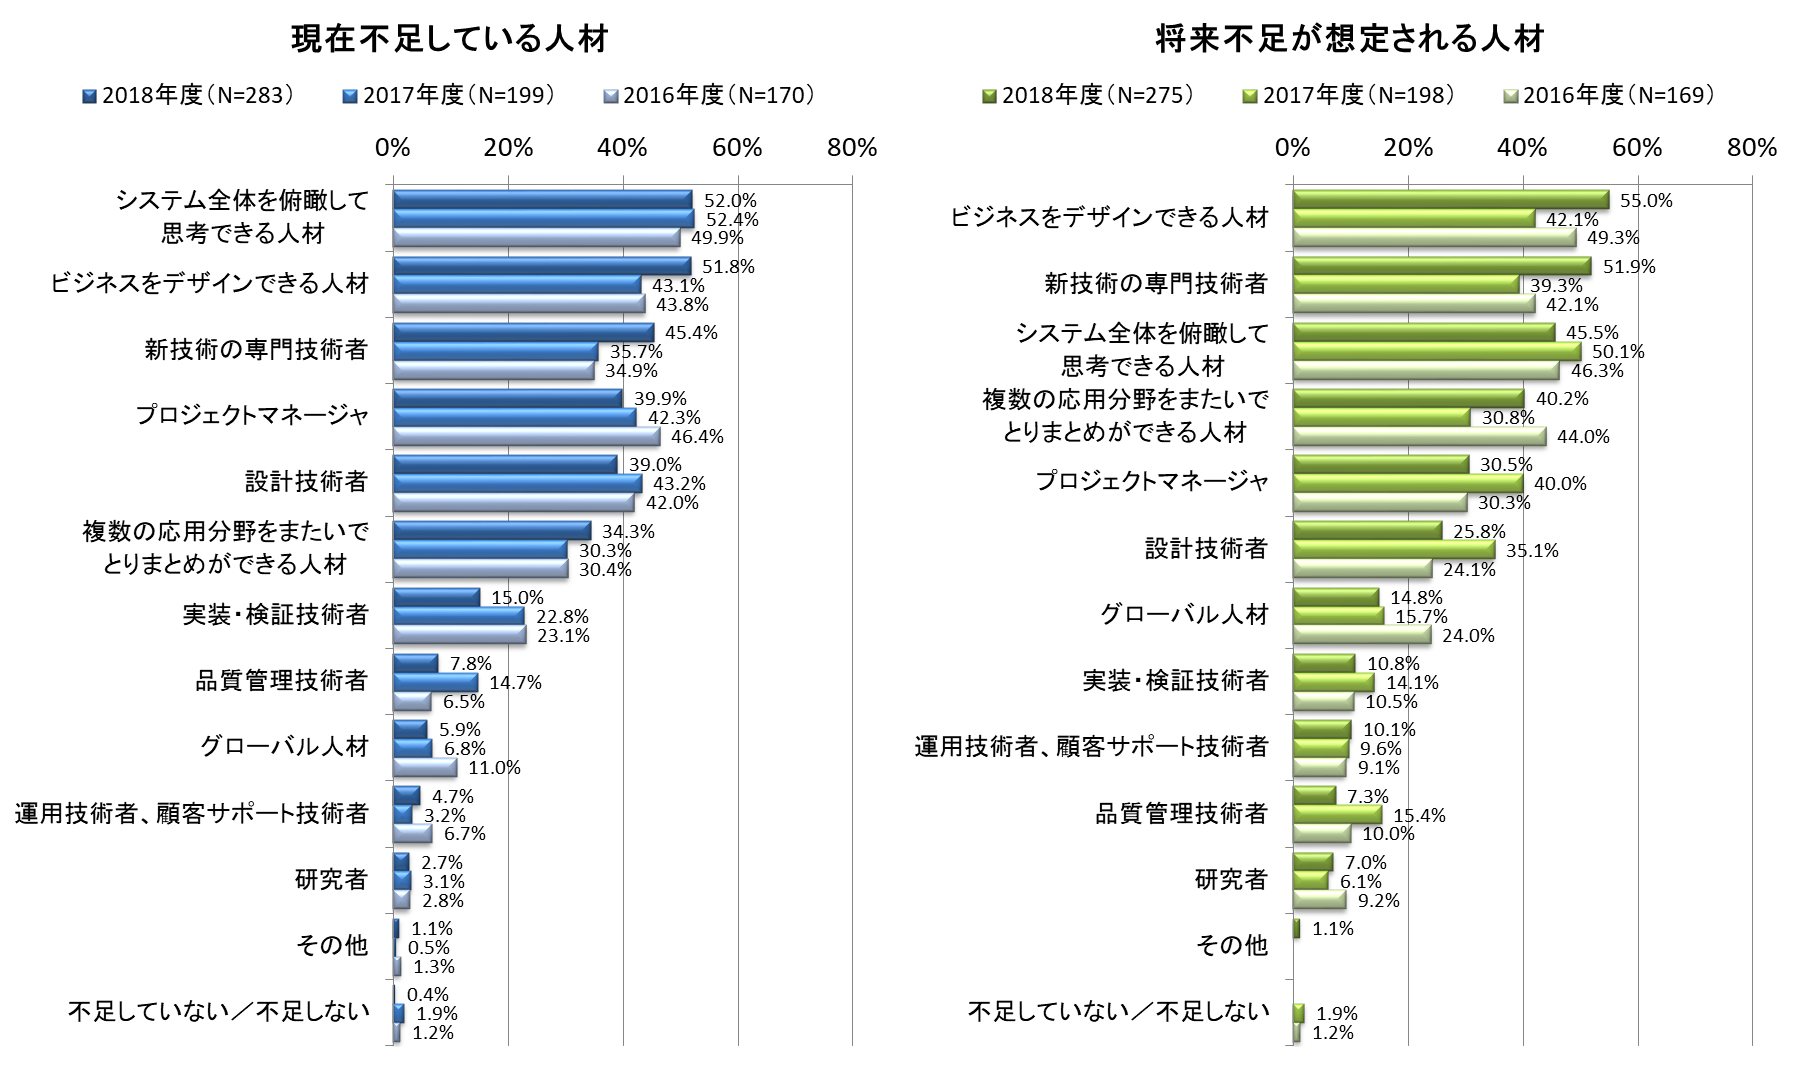 現在不足している人材
2018年度（N=283） 2017年度（N=199） 2016年度（N=170）
0% 20% 40% 60% 80%
システム全体を俯瞰して
思考できる人材
52.0%
52.4%
49.9%
ビジネスをデザインできる人材
51.8%
43.1%
43.8%
新技術の専門技術者
45.4%
35.7%
34.9%
プロジェクトマネージャ
39.9%
42.3%
46.4%
設計技術者
39.0%
43.2%
42.0%
複数の応用分野をまたいで
とりまとめができる人材
34.3%
30.3%
30.4%
実装・検証技術者
15.0%
22.8%
23.1%
品質管理技術者
7.8%
14.7%
6.5%
グローバル人材
5.9%
6.8%
11.0%
運用技術者、顧客サポート技術者
4.7%
3.2%
6.7%
研究者
2.7%
3.1%
2.8%
その他
1.1%
0.5%
1.3%
不足していない／不足しない
0.4%
1.9%
1.2%
将来不足が想定される人材
2018年度（N=275） 2017年度（N=198） 2016年度（N=169）
0% 20% 40% 60% 80%
ビジネスをデザインできる人材
55.0%
42.1%
49.3%
新技術の専門技術者
51.9%
39.3%
42.1%
システム全体を俯瞰して
思考できる人材
45.5%
50.1%
46.3%
複数の応用分野をまたいで
とりまとめができる人材
40.2%
30.8%
44.0%
プロジェクトマネージャ
30.5%
40.0%
30.3%
設計技術者
25.8%
35.1%
24.1%
グローバル人材
14.8%
15.7%
24.0%
実装・検証技術者
10.8%
14.1%
10.5%
運用技術者、顧客サポート技術者
10.1%
9.6%
9.1%
品質管理技術者
7.3%
15.4%
10.0%
研究者
7.0%
6.1%
9.2%
その他
1.1%
不足していない／不足しない
1.9%
1.2%